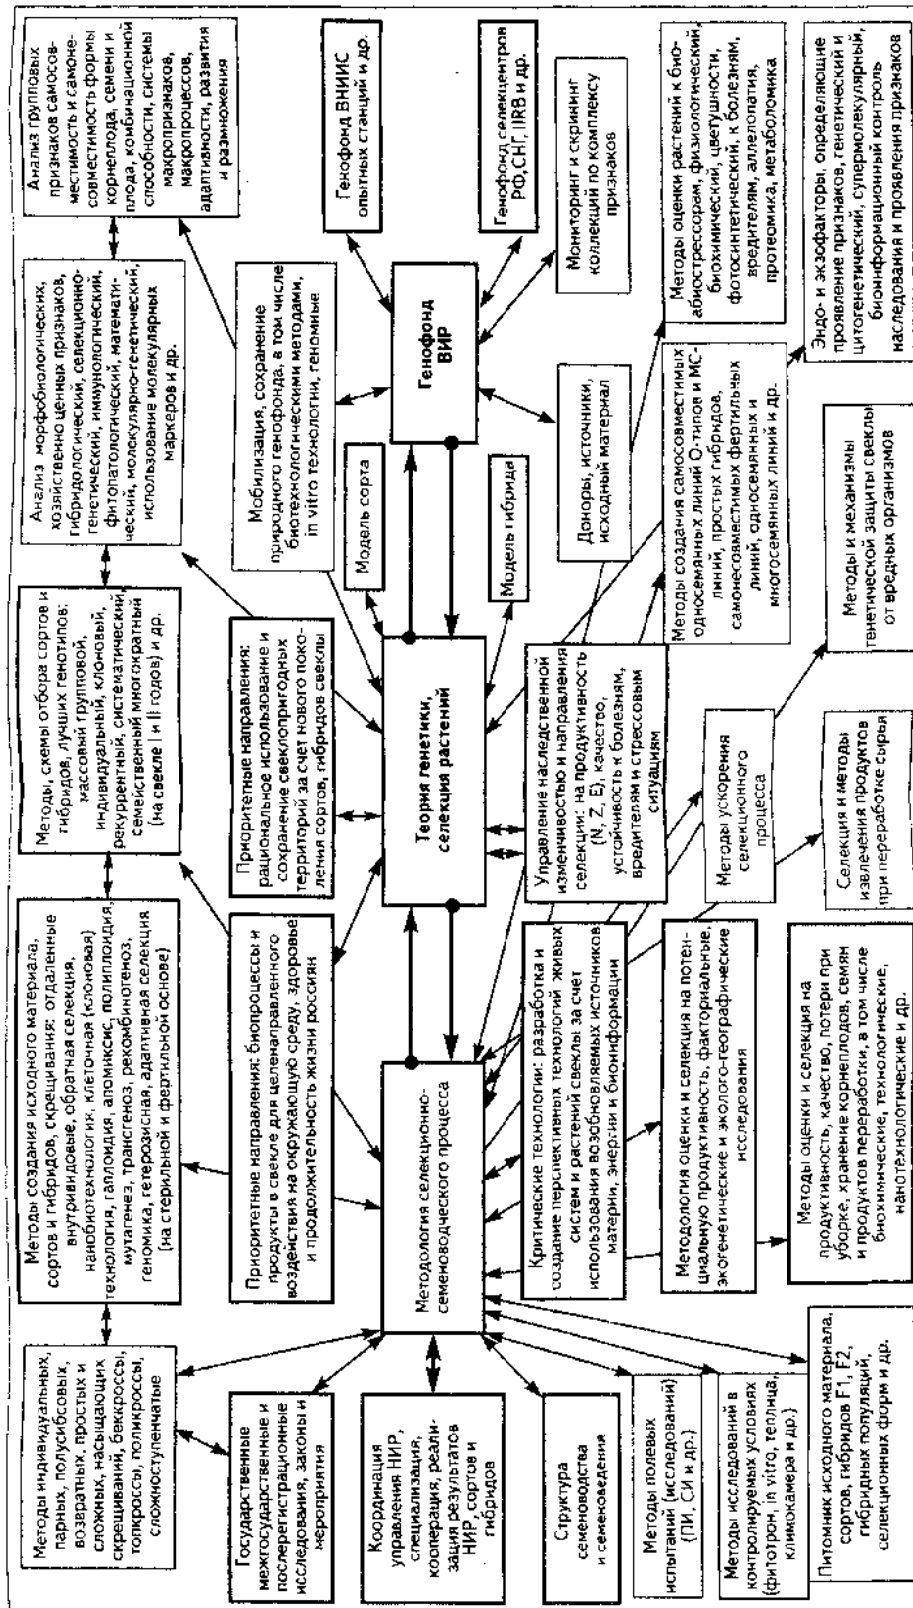 Методы индивидуальных,
парных, полусибсовых,
возвратных, простых и
сложных, насыщающих
скрещиваний, беккроссы,
топкроссы, поликроссы,
сложноступенчатые
Методы создания исходного материала,
сортов и гибридов, скрещивания: отдаленные
внутривидовые, обратная селекция,
нанобиотехнология, клеточная (клоновая)
технология, гаплоидия, апомиксис, полиплоидия,
мутагенез, трансгеноз, рекомбиногеноз,
геномика, гетерозисная, адаптивная селекция
(на стерильной и фертильной основе)
Методы, схемы отбора сортов и
гибридов, лучших генотипов:
массовый групповой,
индивидуальный, клоновый,
рекуррентный, систематический,
семейственный многократный
(на свекле I и II годов) и др.
Анализ морфобиологических,
хозяйственно ценных признаков,
гибридологический, селекционно-
генетический, иммунологический,
фитопатологический, математи-
ческий, молекулярно-генетический,
использование молекулярных
маркеров и др.
Анализ групповых
признаков самосов-
местимость и самоне-
совместимость формы
корнеплода, семени и
плода, комбинационной
способности, системы
макропризнаков,
макропроцессов,
адаптивности, развития
и размножения
Государственные
межгосударственные и
послерегистрационные
исследования, законы и
мероприятия
Приоритетные направления: биопроцессы и
продукты в свекле для целенаправленного
воздействия на окружающую среду, здоровье
и продолжительность жизни россиян
Приоритетные направления:
рациональное использование и
сохранение свеклопригодных
территорий за счет нового поко-
ления сортов, гибридов свеклы
Мобилизация, сохранение
природного генофонда, в том числе
биотехнологическими методами,
in vitro технологии, геномные
Генофонд ВНИИС
опытных станций и др.
Координация
управления НИР,
специализация,
кооперация, реали-
зация результатов
НИР, сортов и
гибридов
Методология селекционно-
семеноводческого процесса
Теория генетики,
селекция растений
Модель сорта
Модель гибрида
Генофонд
ВИР
Генофонд селекцентров
РФ, СНГ, IIRB и др.
Структура
семеноводства
и семеноведения
Критические технологии: разработка и
создание перспективных технологий живых
систем и растений свеклы за счет
использования возобновляемых источников:
материи, энергии и биоинформации
Управление наследственной
изменчивостью и направления
селекции: на продуктивность
(N, Z, E), качество,
устойчивость к болезням,
вредителям и стрессовым
ситуациям
Доноры, источники,
исходный материал
Мониторинг и скрининг
коллекций по комплексу
признаков
Методы полевых
испытаний (исследований)
(ПИ, СИ и др.)
Методология оценки и селекция на потен-
циальную продуктивность, факториальные,
экогенетические и эколого-географические
исследования
Методы ускорения
селекционного
процесса
Методы создания самосовместимых
односемянных линий О-типов и МС-
линий, простых гибридов,
самонесовместимых фертильных
линий, односемянных и
многосемянных линий и др.
Методы оценки растений к био-
абиострессорам, физиологический,
биохимический, цветушности,
фотосинтетический, к болезням,
вредителям, аллелопатия,
протеомика, метаболомика
Методы исследований в
контролируемых условиях
(фитотрон, in vitro, теплица,
климокамера и др.)
Питомник исходного материала,
сортов, гибридов F1, F2,
гибридных популяций,
селекционных форм и др.
Методы оценки и селекция на
продуктивность, качество, потери при
уборке, хранение корнеплодов, семян
и продуктов переработки, в том числе
биохимические, технологические,
нанотехнологические и др.
Селекция и методы
извлечения продуктов
при переработке сырья
Методы и механизмы
генетической защиты свеклы
от вредных организмов
Эндо- и экзофакторы, определяющие
проявление признаков, генетический и
цитогенетический, супермолекулярный,
биоинформационный контроль
наследования и проявления признаков